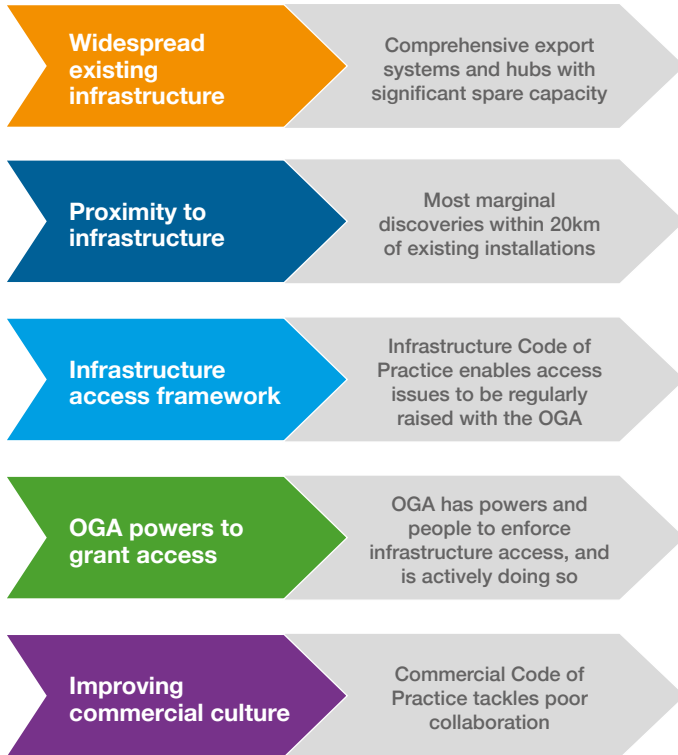 Widespread
existing
infrastructure
Comprehensive export
systems and hubs with
significant spare capacity
Proximity to
infrastructure
Most marginal
discoveries within 20km
of existing installations
Infrastructure
access framework
Infrastructure Code of
Practice enables access
issues to be regularly
raised with the OGA
OGA powers to
grant access
OGA has powers and
people to enforce
infrastructure access, and
is actively doing so
Improving
commercial culture
Commercial Code of
Practice tackles poor
collaboration